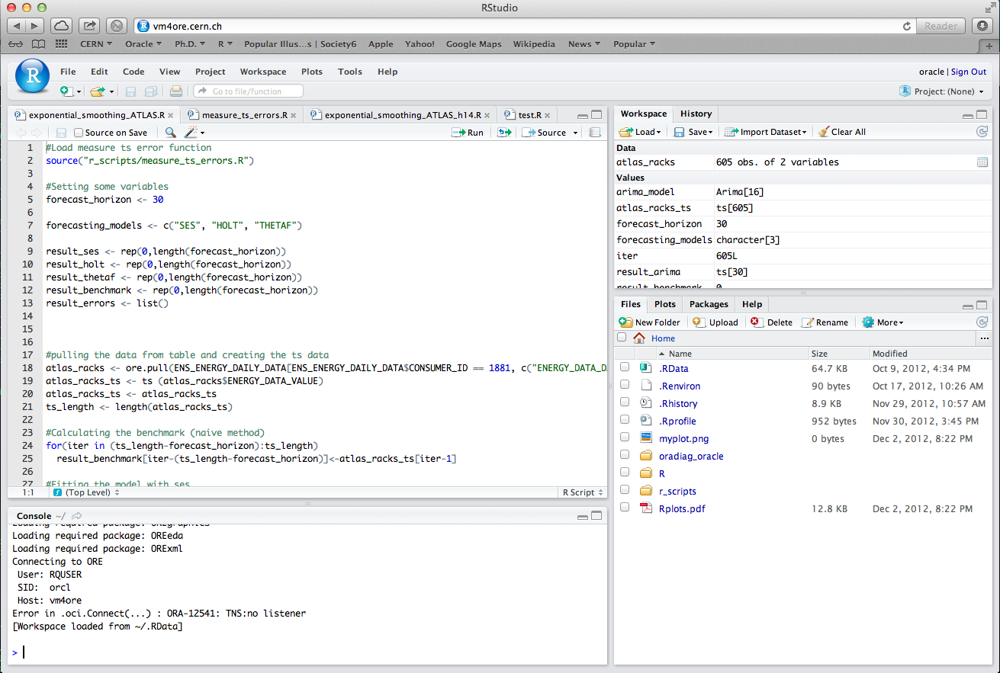 RStudio
vm4ore.cern.ch
Reader
CERN Oracle Ph.D. R Popular Illus...s | Society6 Apple Yahoo! Google Maps Wikipedia News Popular
R
File Edit Code View Project Workspace Plots Tools Help
oracle | Sign Out
Go to file/function
Project: (None)
exponential_smoothing_ATLAS.R measure_ts_errors.R exponential_smoothing_ATLAS_h14.R test.R
Source on Save Run Source
1 #Load measure ts error function
2 source("r_scripts/measure_ts_errors.R")
3
4 #Setting some variables
5 forecast_horizon <- 30
6
7 forecasting_models <- c("SES", "HOLT", "THETAF")
8
9 result_ses <- rep(0,length(forecast_horizon))
10 result_holt <- rep(0,length(forecast_horizon))
11 result_thetaf <- rep(0,length(forecast_horizon))
12 result_benchmark <- rep(0,length(forecast_horizon))
13 result_errors <- list()
14
15
16
17 #pulling the data from table and creating the ts data
18 atlas_racks <- ore.pull(ENS_ENERGY_DAILY_DATA[ENS_ENERGY_DAILY_DATA$CONSUMER_ID == 1881, c("ENERGY_DATA_D
19 atlas_racks_ts <- ts (atlas_racks$ENERGY_DATA_VALUE)
20 atlas_racks_ts <- atlas_racks_ts
21 ts_length <- length(atlas_racks_ts)
22
23 #Calculating the benchmark (naive method)
24 for(iter in (ts_length-forecast_horizon):ts_length)
25 result_benchmark[iter-(ts_length-forecast_horizon)]<-atlas_racks_ts[iter-1]
26
27 #Fitting the model with ses
1:1 (Top Level) R Script
Console ~/
Loading required package: OREgraphics
Loading required package: OREeda
Loading required package: ORExml
Connecting to ORE
User: RQUSER
SID: orcl
Host: vm4ore
Error in .oci.Connect(...) : ORA-12541: TNS:no listener
[Workspace loaded from ~/.RData]
>
Workspace History
Load Save Import Dataset Clear All
Data
atlas_racks 605 obs. of 2 variables
Values
arima_model Arima[16]
atlas_racks_ts ts[605]
forecast_horizon 30
forecasting_models character[3]
iter 605L
result_arima ts[30]
result_benchmark 0
Files Plots Packages Help
New Folder Upload Delete Rename More
Home ...
Name Size Modified
.RData 64.7 KB Oct 9, 2012, 4:34 PM
.Renviron 90 bytes Oct 17, 2012, 10:26 AM
.Rhistory 8.9 KB Nov 29, 2012, 10:57 AM
.Rprofile 952 bytes Nov 30, 2012, 3:45 PM
myplot.png 0 bytes Dec 2, 2012, 8:22 PM
oradiag_oracle
R
r_scripts
Rplots.pdf 12.8 KB Dec 2, 2012, 8:22 PM